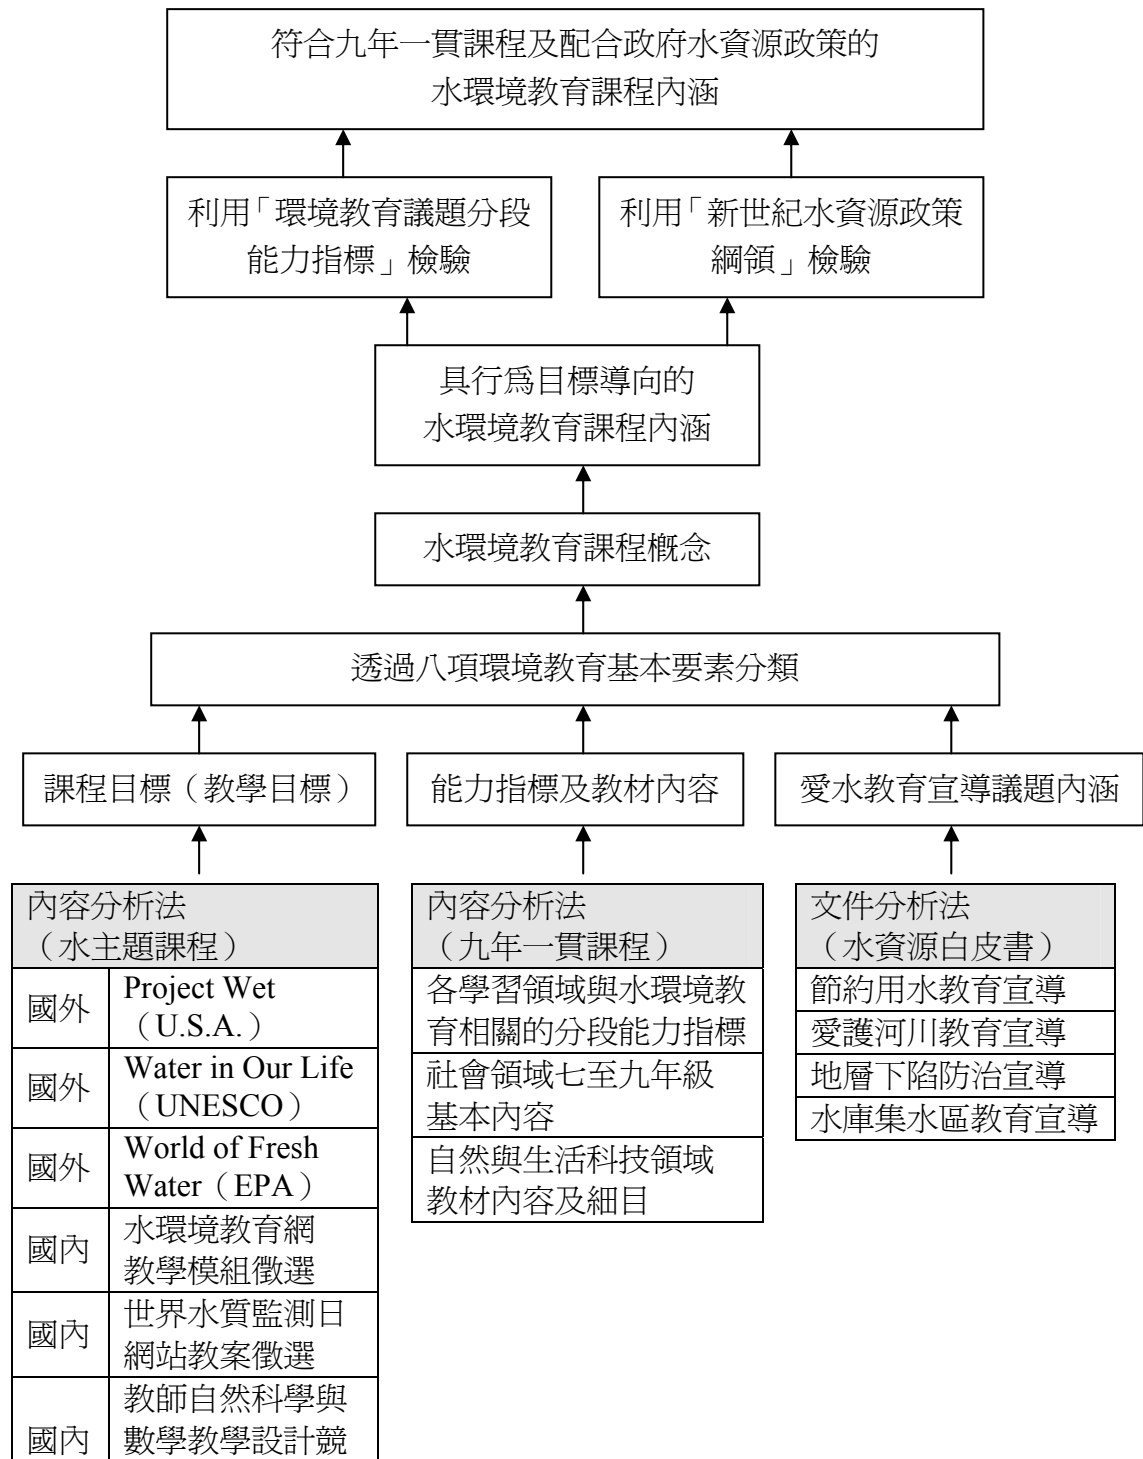 符合九年一貫課程及配合政府水資源政策的
水環境教育課程內涵
利用「環境教育議題分段
能力指標」檢驗
利用「新世紀水資源政策
綱領」檢驗
具行為目標導向的
水環境教育課程內涵
水環境教育課程概念
透過八項環境教育基本要素分類
課程目標（教學目標）
能力指標及教材內容
愛水教育宣導議題內涵
內容分析法
（水主題課程）
國外
Project Wet
（U.S.A.）
國外
Water in Our Life
（UNESCO）
國外
World of Fresh
Water（EPA）
國內
水環境教育網
教學模組徵選
國內
世界水質監測日
網站教案徵選
國內
教師自然科學與
數學教學設計競
內容分析法
（九年一貫課程）
各學習領域與水環境教
育相關的分段能力指標
社會領域七至九年級
基本內容
自然與生活科技領域
教材內容及細目
文件分析法
（水資源白皮書）
節約用水教育宣導
愛護河川教育宣導
地層下陷防治宣導
水庫集水區教育宣導